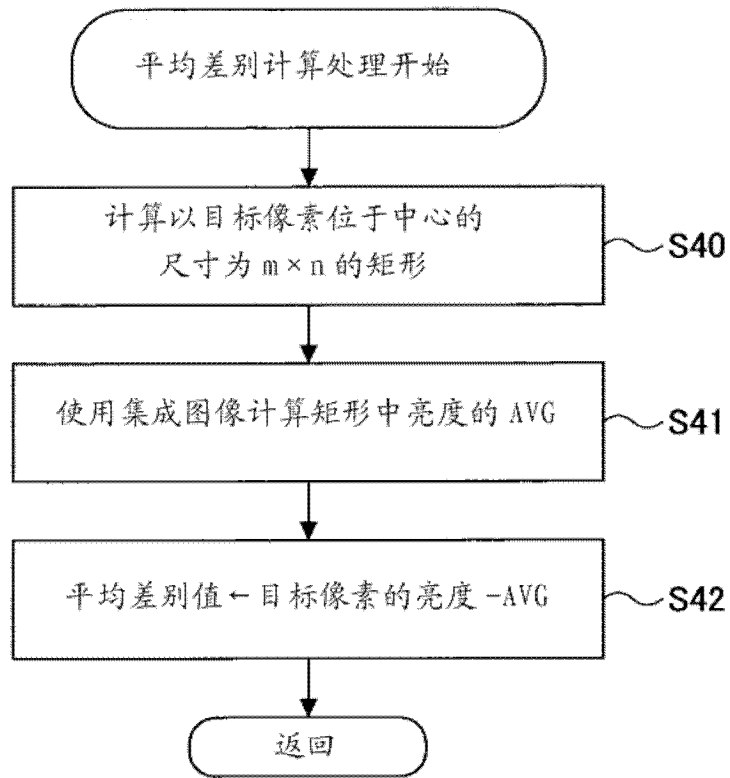 平均差别计算处理开始
计算以目标像素位于中心的
尺寸为 m×n 的矩形
S40
使用集成图像计算矩形中亮度的 AVG
S41
平均差别值←目标像素的亮度-AVG
S42
返回